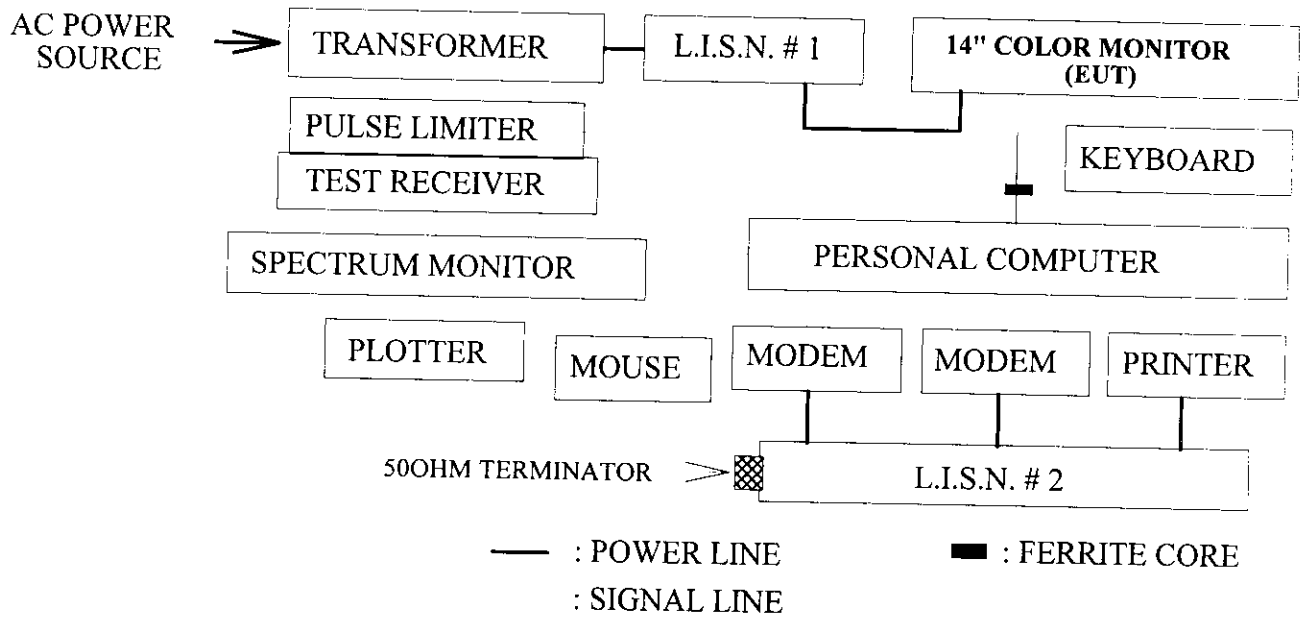 AC POWER
SOURCE
TRANSFORMER
L.I.S.N. # 1
14" COLOR MONITOR
(EUT)
PULSE LIMITER
KEYBOARD
TEST RECEIVER
SPECTRUM MONITOR
PERSONAL COMPUTER
PLOTTER
MOUSE
MODEM
MODEM
PRINTER
50OHM TERMINATOR
L.I.S.N. # 2
: POWER LINE
: FERRITE CORE
: SIGNAL LINE